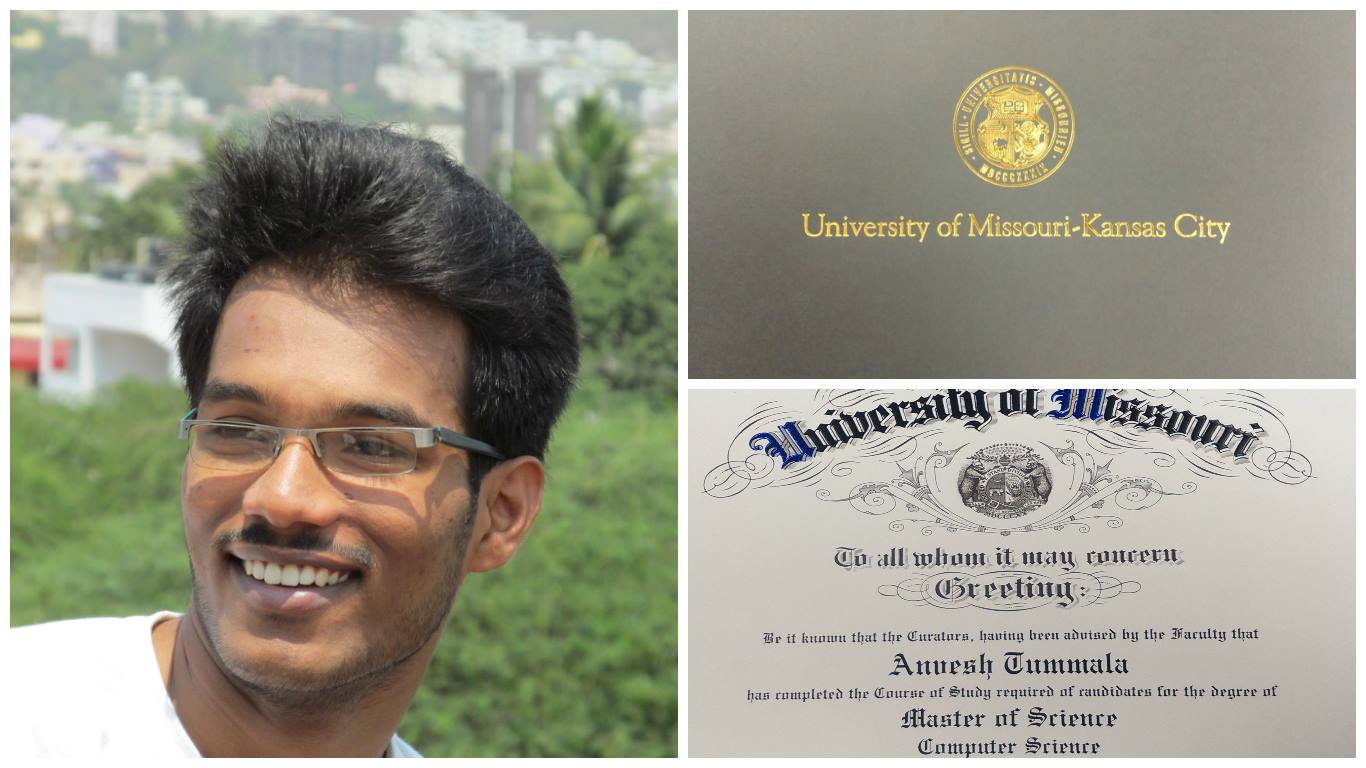 SIGILL · UNIVERSITATIS · MISSOURIEN ·
MDCCCXXXIX
University of Missouri-Kansas City
University of Missouri
To all whom it may concern
Greeting:
Be it known that the Curators, having been advised by the Faculty that
Anvesh Tummala
has completed the Course of Study required of candidates for the degree of
Master of Science
Computer Science